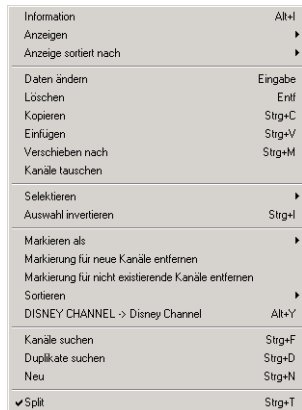 Information Alt+I
Anzeigen
Anzeige sortiert nach
Daten ändern Eingabe
Löschen Entf
Kopieren Strg+C
Einfügen Strg+V
Verschieben nach Strg+M
Kanäle tauschen
Selektieren
Auswahl invertieren Strg+I
Markieren als
Markierung für neue Kanäle entfernen
Markierung für nicht existierende Kanäle entfernen
Sortieren
DISNEY CHANNEL -> Disney Channel Alt+Y
Kanäle suchen Strg+F
Duplikate suchen Strg+D
Neu Strg+N
Split Strg+T